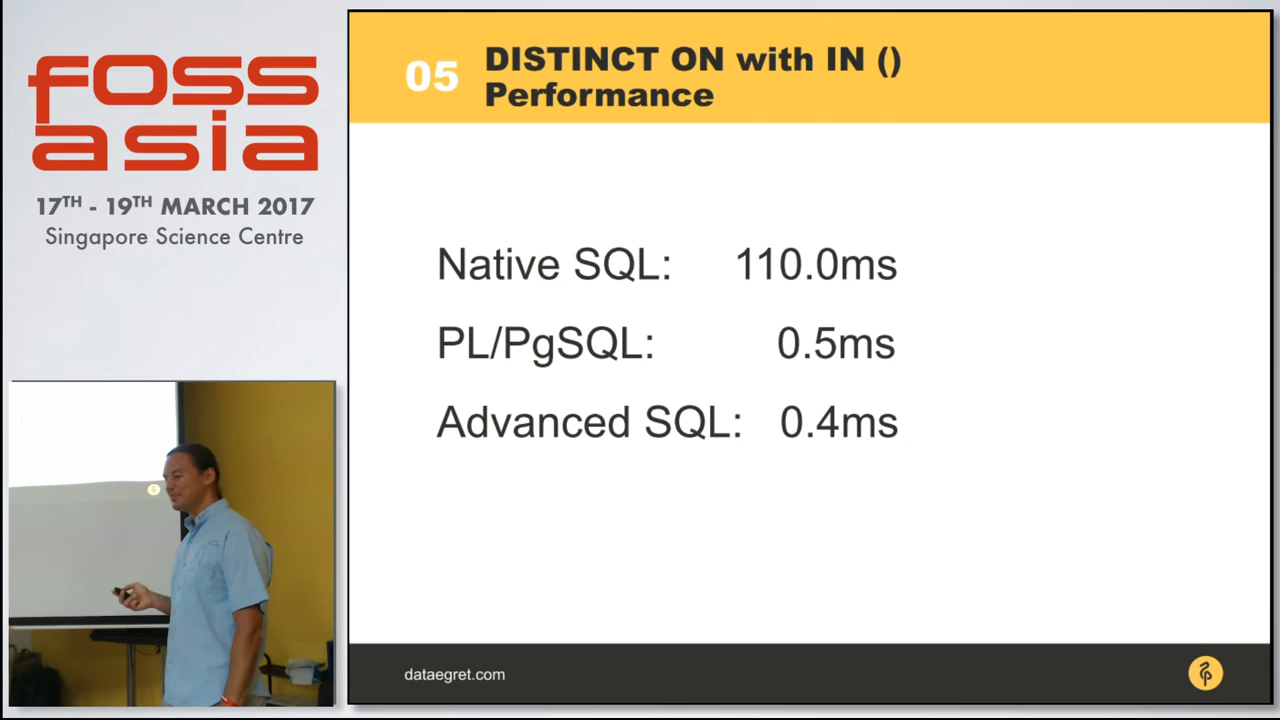 foss
asia
17TH - 19TH MARCH 2017
Singapore Science Centre
05
DISTINCT ON with IN ()
Performance
Native SQL: 110.0ms
PL/PgSQL: 0.5ms
Advanced SQL: 0.4ms
dataegret.com